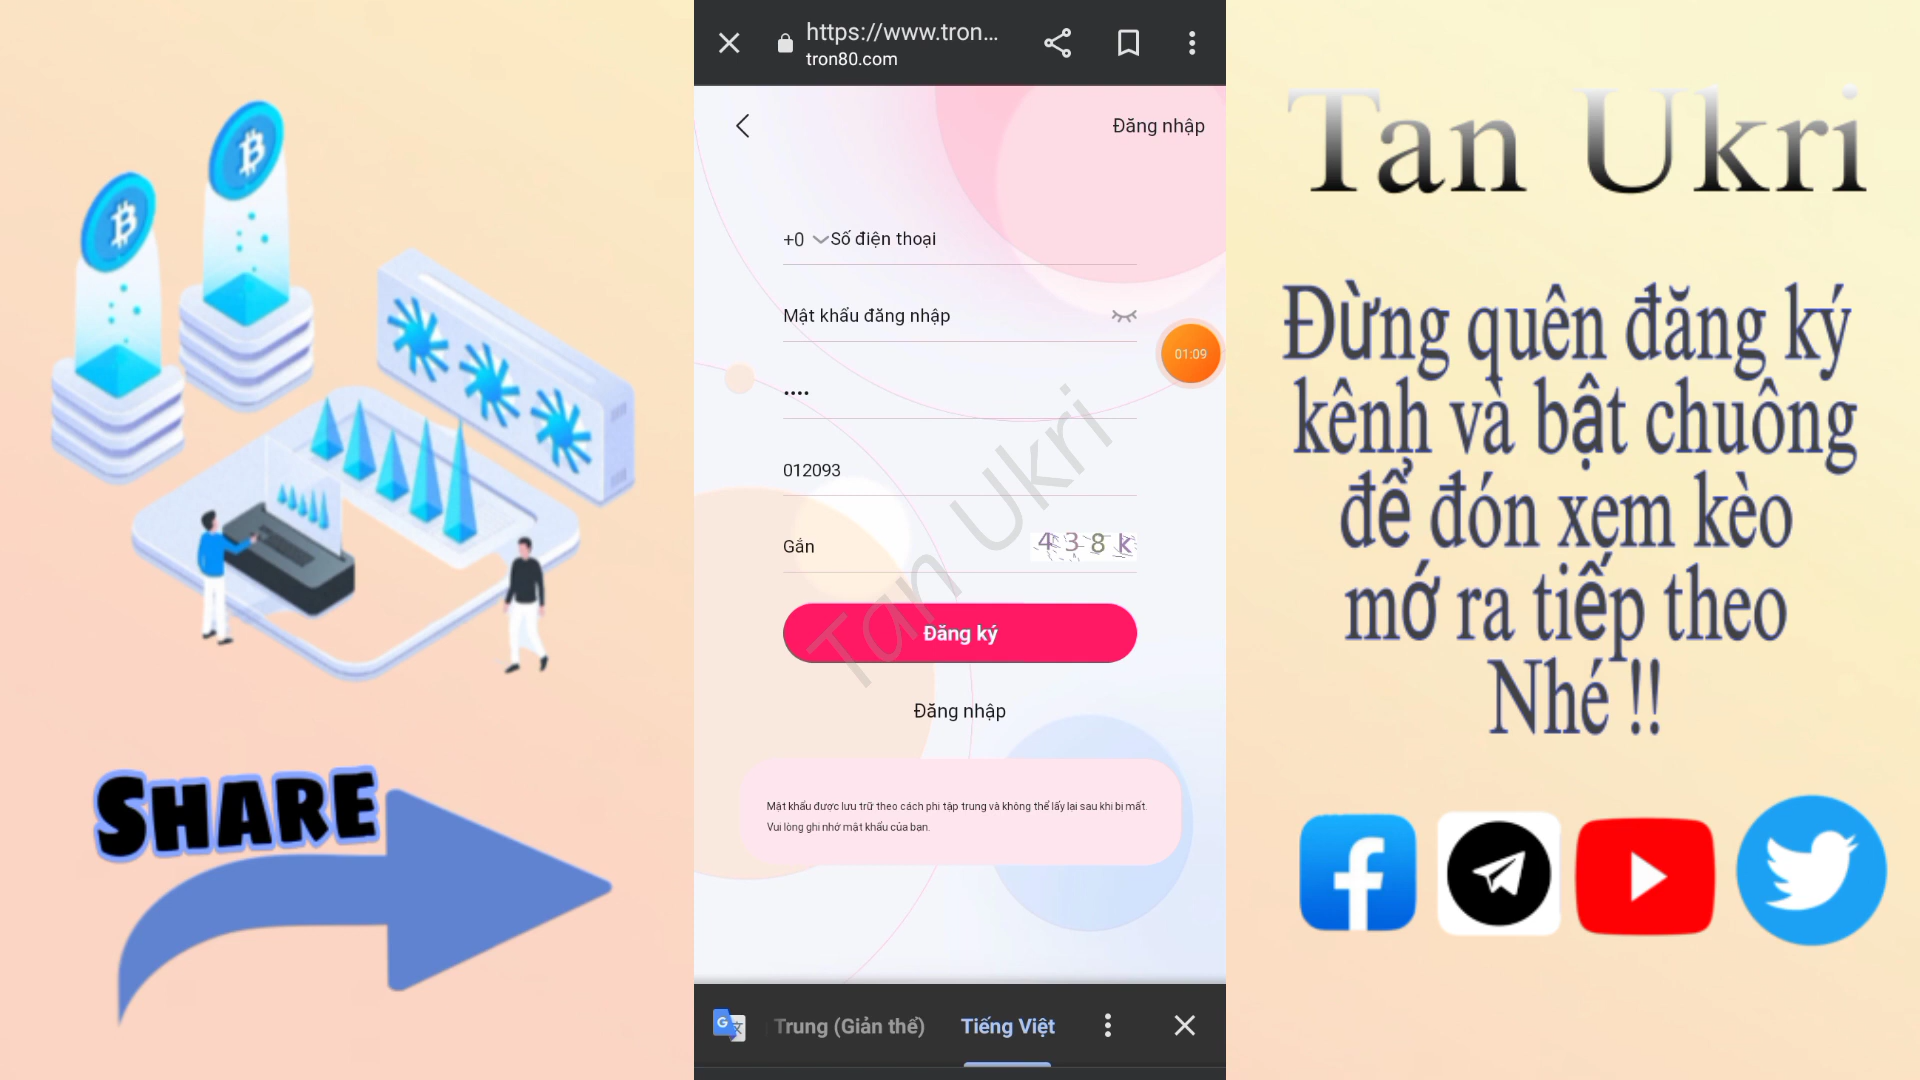 https://www.tron...
tron80.com
Đăng nhập
+0 Số điện thoại
Mật khẩu đăng nhập
01:09
••••
012093
Gắn
438k
Đăng ký
Đăng nhập
Mật khẩu được lưu trữ theo cách phi tập trung và không thể lấy lại sau khi bị mất.
Vui lòng ghi nhớ mật khẩu của bạn.
Trung (Giản thể) Tiếng Việt
Tan Ukri
SHARE
Tan Ukri
Đừng quên đăng ký
kênh và bật chuông
để đón xem kèo
mớ ra tiếp theo
Nhé !!